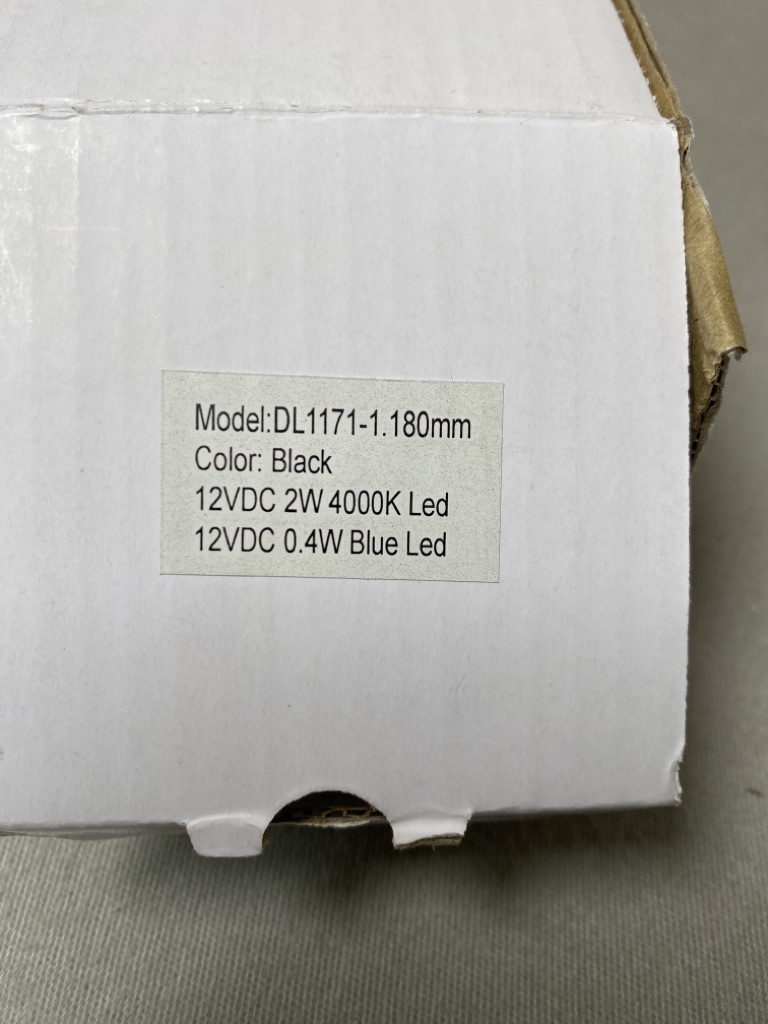 Model:DL1171-1.180mm
Color: Black
12VDC 2W 4000K Led
12VDC 0.4W Blue Led